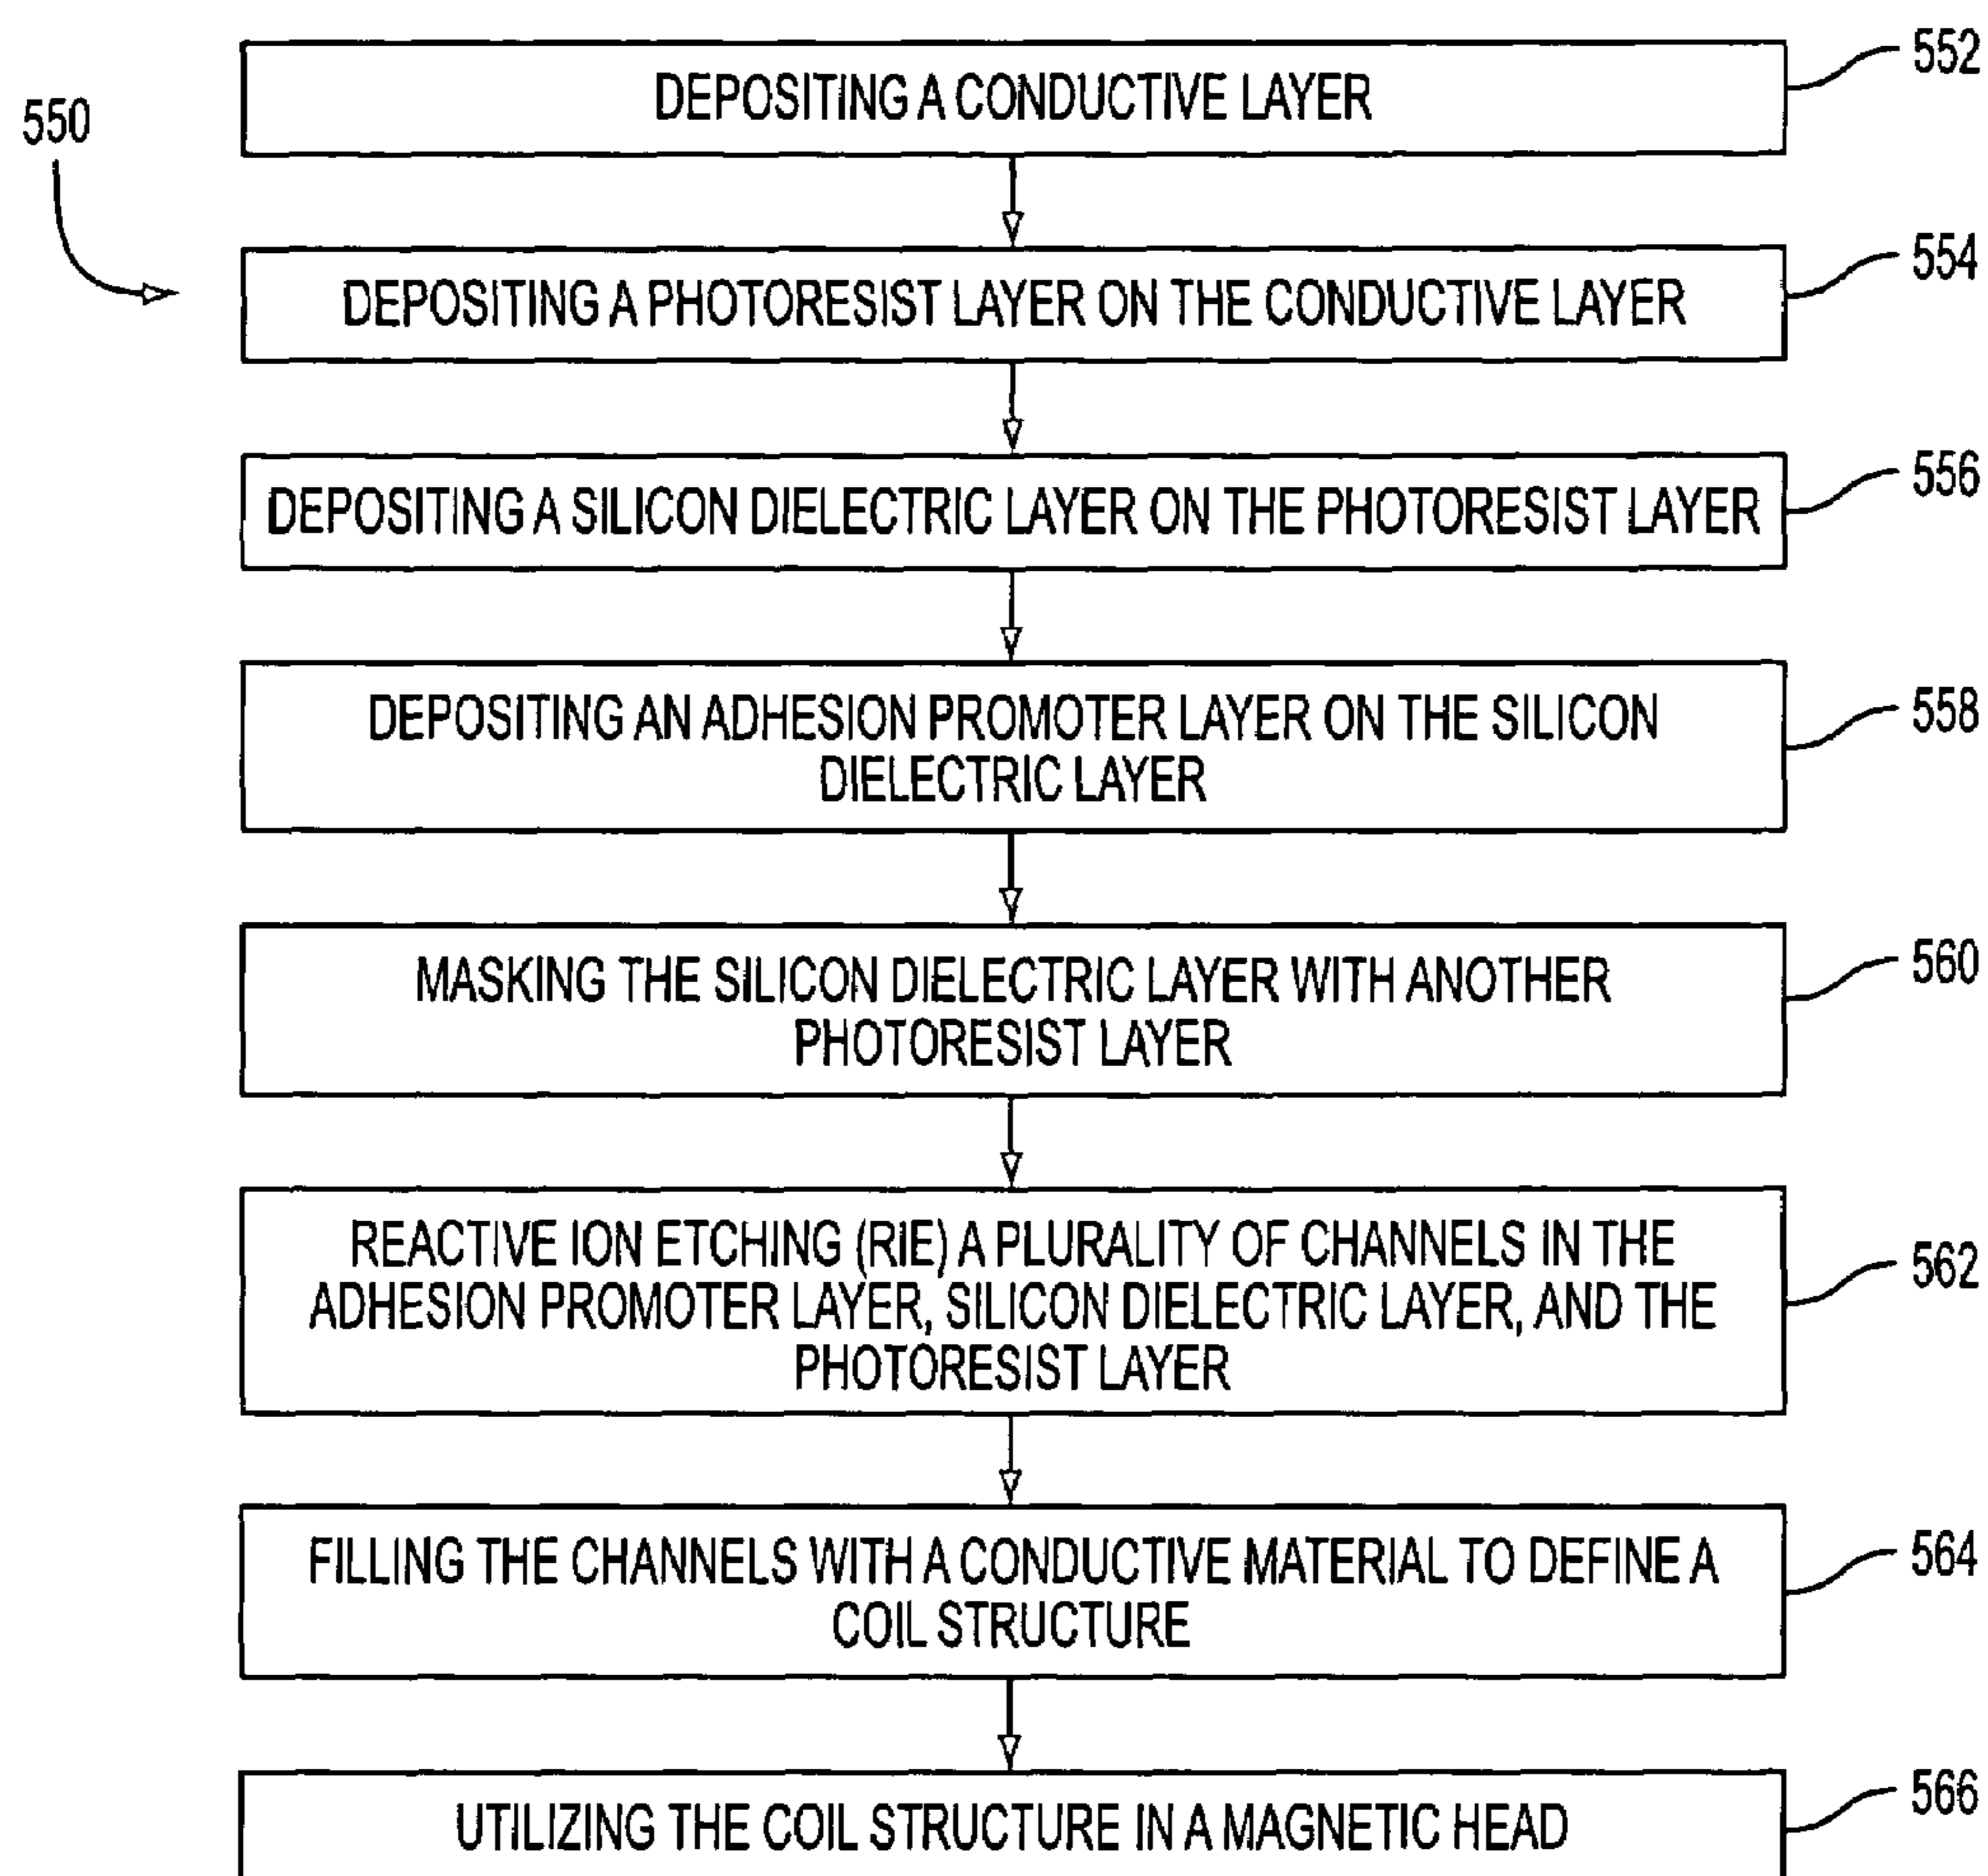 550
DEPOSITING A CONDUCTIVE LAYER
552
DEPOSITING A PHOTORESIST LAYER ON THE CONDUCTIVE LAYER
554
DEPOSITING A SILICON DIELECTRIC LAYER ON THE PHOTORESIST LAYER
556
DEPOSITING AN ADHESION PROMOTER LAYER ON THE SILICON
DIELECTRIC LAYER
558
MASKING THE SILICON DIELECTRIC LAYER WITH ANOTHER
PHOTORESIST LAYER
560
REACTIVE ION ETCHING (RIE) A PLURALITY OF CHANNELS IN THE
ADHESION PROMOTER LAYER, SILICON DIELECTRIC LAYER, AND THE
PHOTORESIST LAYER
562
FILLING THE CHANNELS WITH A CONDUCTIVE MATERIAL TO DEFINE A
COIL STRUCTURE
564
UTILIZING THE COIL STRUCTURE IN A MAGNETIC HEAD
566